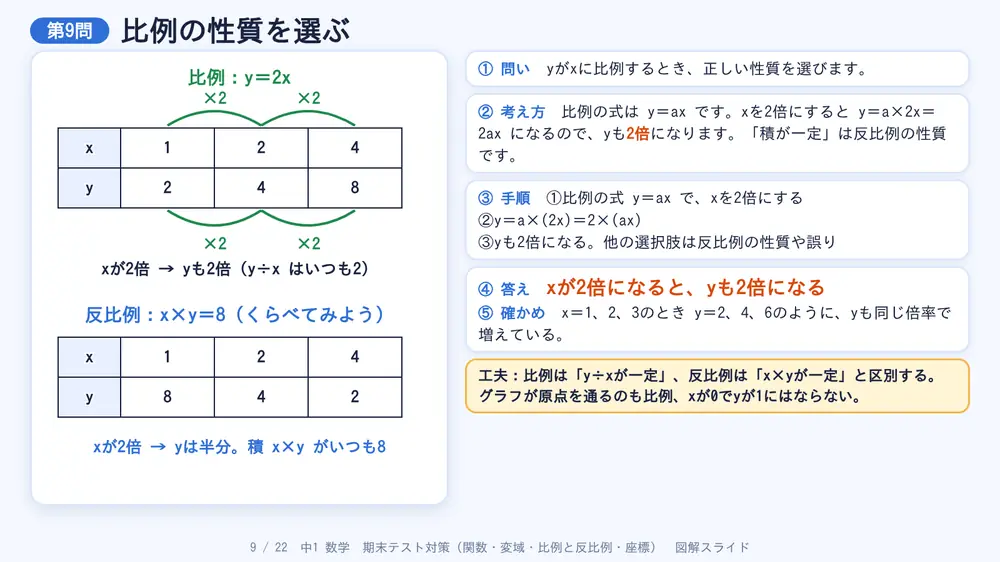 第9問 比例の性質を選ぶ
比例：y＝2x
×2 ×2
x 1 2 4
y 2 4 8
×2 ×2
xが2倍 → yも2倍（y÷x はいつも2）
反比例：x×y＝8（くらべてみよう）
x 1 2 4
y 8 4 2
xが2倍 → yは半分。積 x×y がいつも8
① 問い yがxに比例するとき、正しい性質を選びます。
② 考え方 比例の式は y＝ax です。xを2倍にすると y＝a×2x＝
2ax になるので、yも2倍になります。「積が一定」は反比例の性質
です。
③ 手順 ①比例の式 y＝ax で、xを2倍にする
②y＝a×(2x)＝2×(ax)
③yも2倍になる。他の選択肢は反比例の性質や誤り
④ 答え xが2倍になると、yも2倍になる
⑤ 確かめ x＝1、2、3のとき y＝2、4、6のように、yも同じ倍率で
増えている。
工夫：比例は「y÷xが一定」、反比例は「x×yが一定」と区別する。
グラフが原点を通るのも比例、xが0でyが1にはならない。
9 / 22 中1 数学 期末テスト対策（関数・変域・比例と反比例・座標） 図解スライド